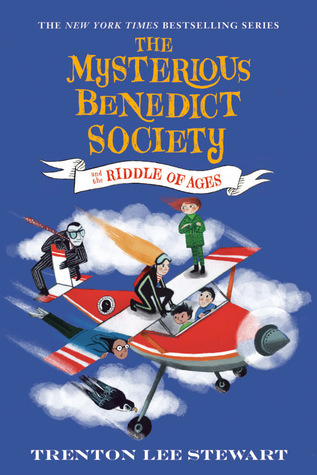 THE NEW YORK TIMES BESTSELLING SERIES
THE
MYSTERIOUS
BENEDICT
SOCIETY
and the RIDDLE OF AGES
TRENTON LEE STEWART